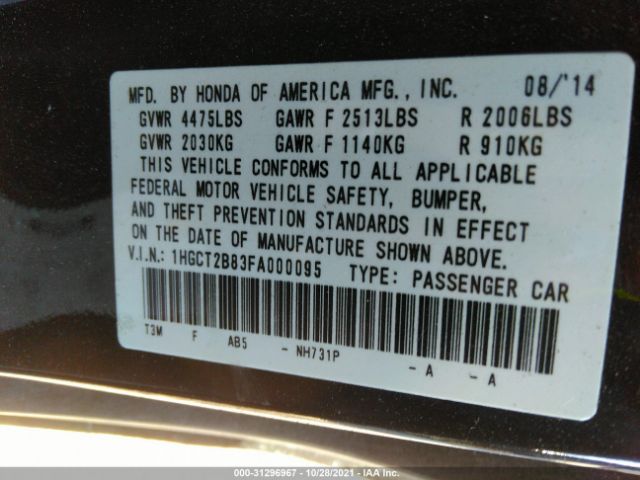 MFD. BY HONDA OF AMERICA MFG., INC. 08/'14
GVWR 4475LBS GAWR F 2513LBS R 2006LBS
GVWR 2030KG GAWR F 1140KG R 910KG
THIS VEHICLE CONFORMS TO ALL APPLICABLE
FEDERAL MOTOR VEHICLE SAFETY, BUMPER,
AND THEFT PREVENTION STANDARDS IN EFFECT
ON THE DATE OF MANUFACTURE SHOWN ABOVE.
V.I.N.: 1HGCT2B83FA000095 TYPE: PASSENGER CAR
T3M F AB5 - NH731P - A - A
000-31296967 | 10/28/2021 | IAA Inc.